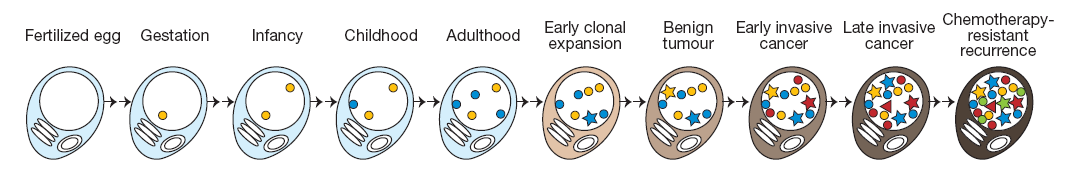 Fertilized egg
Gestation
Infancy
Childhood
Adulthood
Early clonal
expansion
Benign
tumour
Early invasive
cancer
Late invasive
cancer
Chemotherapy-
resistant
recurrence